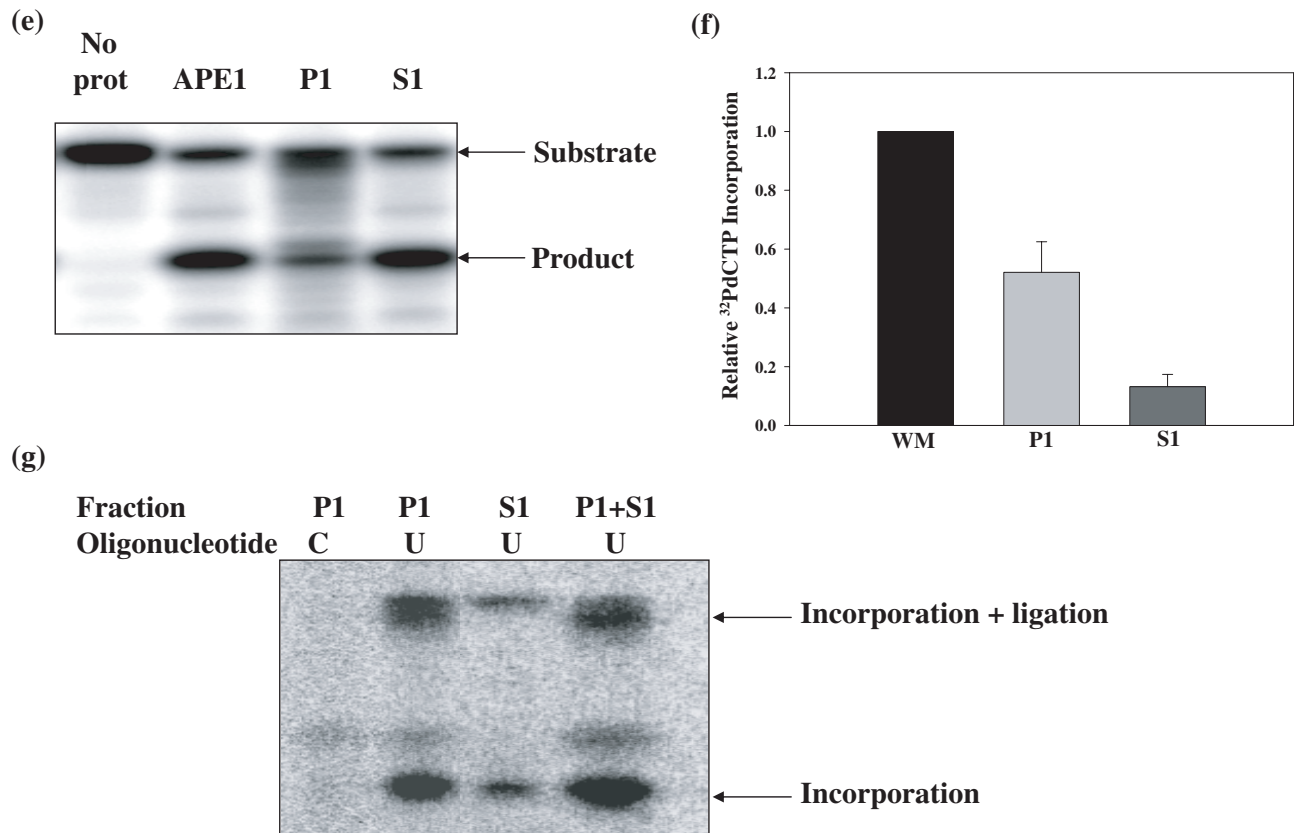 (e)
No
prot APE1 P1 S1
Substrate
Product
(f)
Relative ³²PdCTP Incorporation
1.2
1.0
0.8
0.6
0.4
0.2
0.0
WM P1 S1
(g)
Fraction P1 P1 S1 P1+S1
Oligonucleotide C U U U
Incorporation + ligation
Incorporation